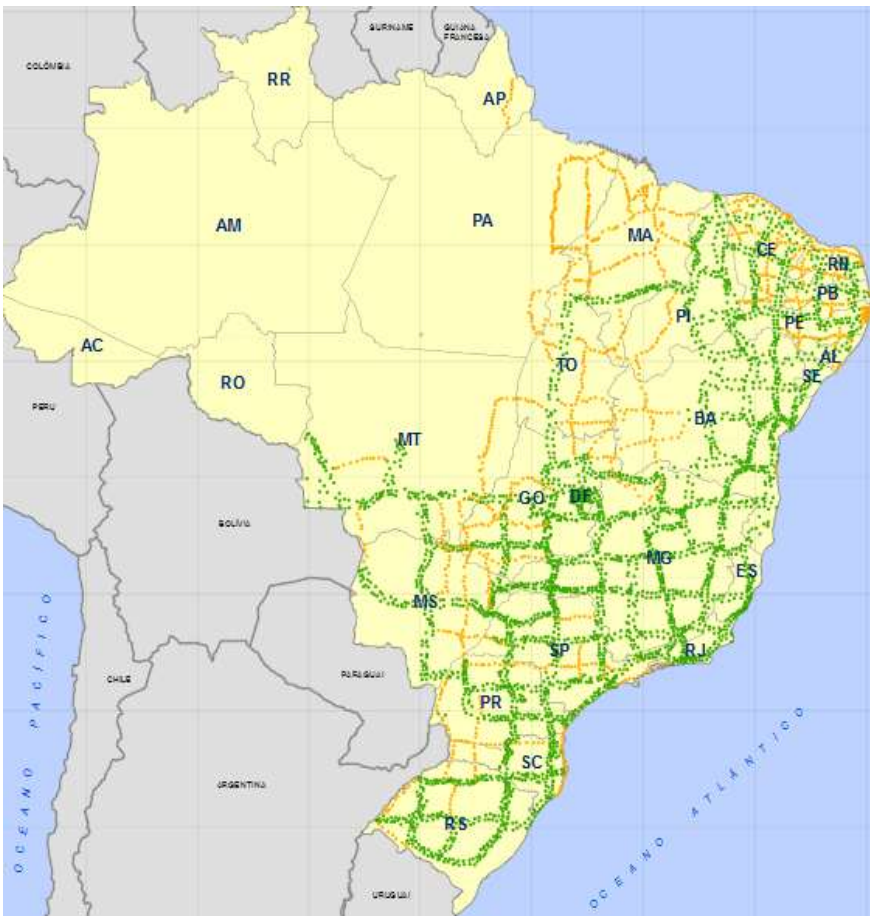 SURINAME
GUIANA
FRANCESA
COLÔMBIA
RR
AP
AM
PA
MA
CE
RN
PB
PI
PE
AC
TO
AL
SE
RO
PERU
BA
MT
GO
DF
BOLÍVIA
MG
ES
MS
SP
RJ
PARAGUAI
CHILE
PR
SC
ARGENTINA
RS
URUGUAI
OCEANO PACÍFICO
OCEANO ATLÂNTICO